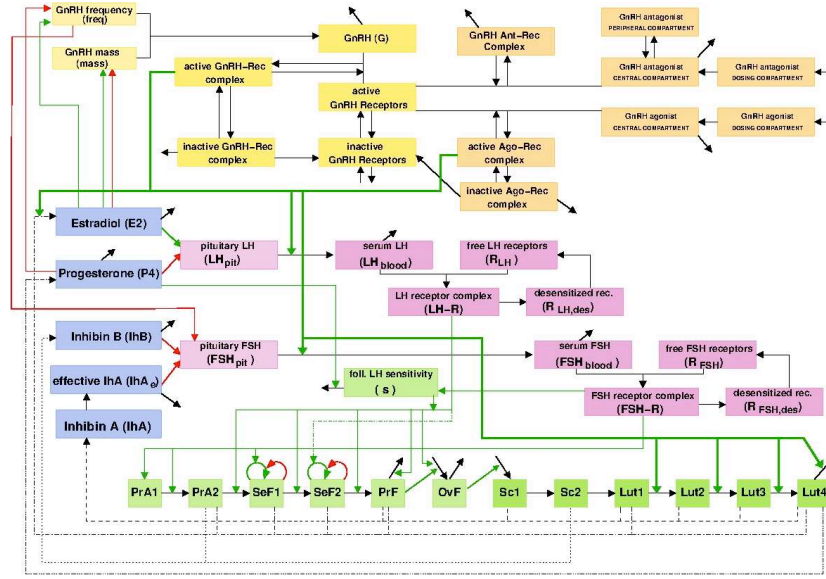 GnRH frequency
(freq)
GnRH mass
(mass)
GnRH (G)
GnRH Ant-Rec
Complex
GnRH antagonist
PERIPHERAL COMPARTMENT
active GnRH-Rec
complex
GnRH antagonist
CENTRAL COMPARTMENT
GnRH antagonist
DOSING COMPARTMENT
active
GnRH Receptors
GnRH agonist
CENTRAL COMPARTMENT
GnRH agonist
DOSING COMPARTMENT
inactive GnRH-Rec
complex
inactive
GnRH Receptors
active Ago-Rec
complex
inactive Ago-Rec
complex
Estradiol (E2)
pituitary LH
(LHpit)
serum LH
(LHblood)
free LH receptors
(RLH)
Progesterone (P4)
LH receptor complex
(LH-R)
desensitized rec.
(R LH,des)
Inhibin B (IhB)
pituitary FSH
(FSHpit)
serum FSH
(FSHblood)
free FSH receptors
(RFSH)
effective IhA (IhAe)
foll. LH sensitivity
(s)
FSH receptor complex
(FSH-R)
desensitized rec.
(R FSH,des)
Inhibin A (IhA)
PrA1
PrA2
SeF1
SeF2
PrF
OvF
Sc1
Sc2
Lut1
Lut2
Lut3
Lut4